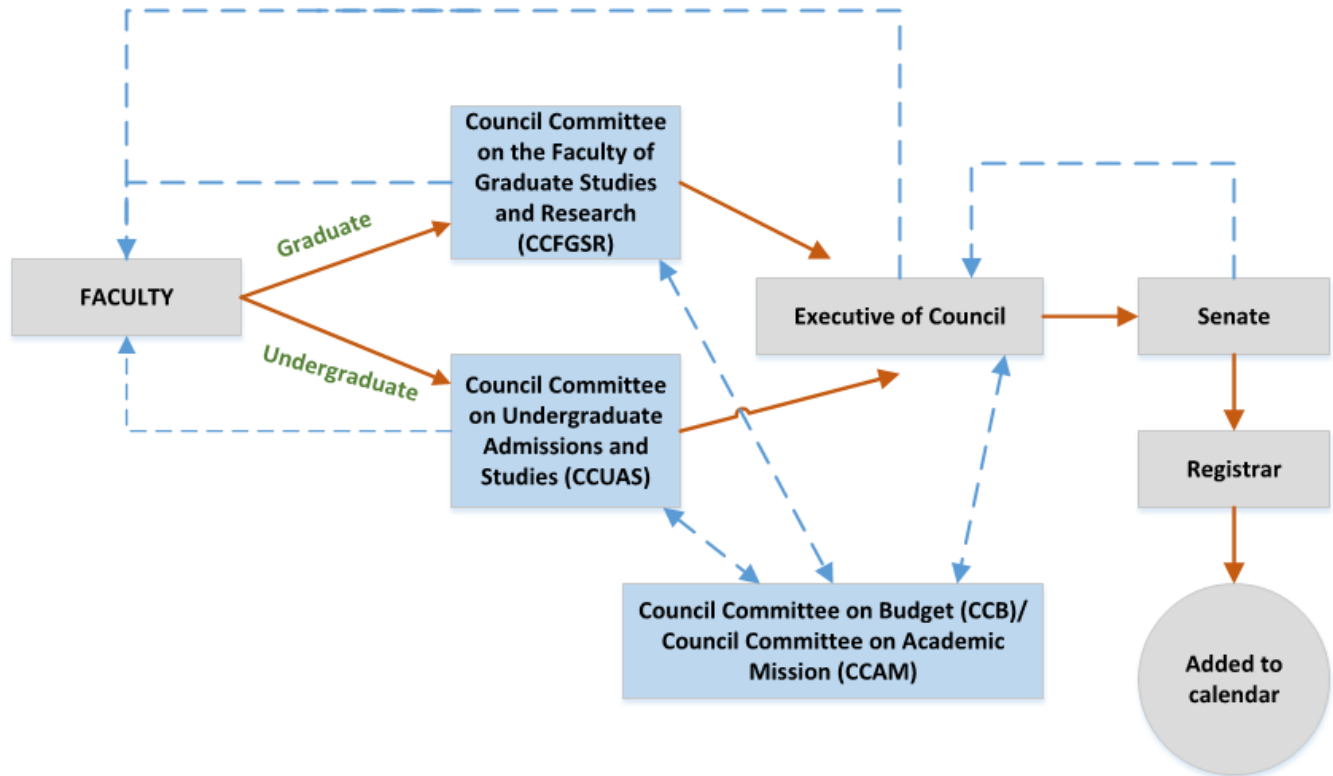 Council Committee
on the Faculty of
Graduate Studies
and Research
(CCFGSR)
Graduate
FACULTY
Undergraduate
Council Committee
on Undergraduate
Admissions and
Studies (CCUAS)
Executive of Council
Senate
Registrar
Council Committee on Budget (CCB)/
Council Committee on Academic
Mission (CCAM)
Added to
calendar